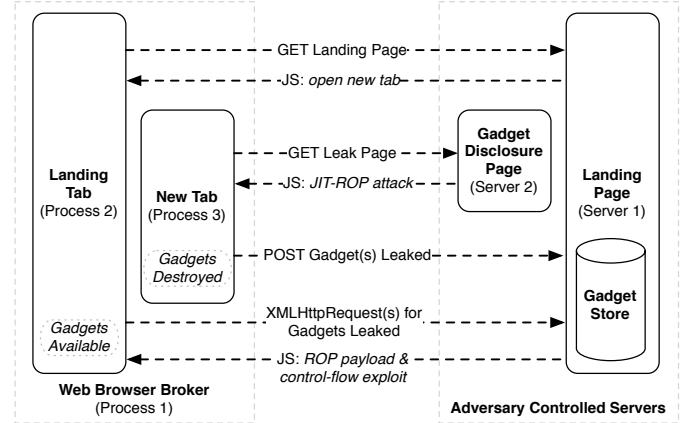 GET Landing Page
JS: open new tab
Landing
Tab
(Process 2)
New Tab
(Process 3)
GET Leak Page
JS: JIT-ROP attack
Gadget
Disclosure
Page
(Server 2)
Landing
Page
(Server 1)
Gadgets
Destroyed
POST Gadget(s) Leaked
Gadget
Store
Gadgets
Available
XMLHttpRequest(s) for
Gadgets Leaked
JS: ROP payload &
control-flow exploit
Web Browser Broker
(Process 1)
Adversary Controlled Servers